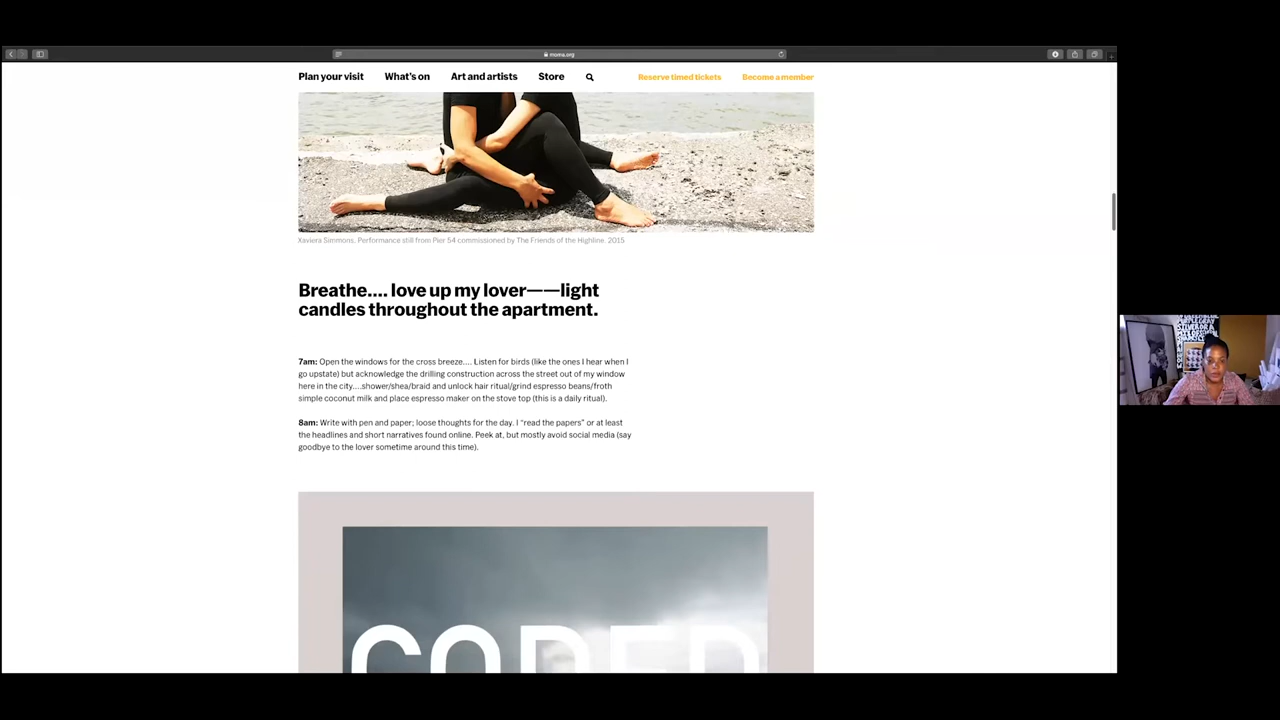 moma.org
Plan your visit What's on Art and artists Store Reserve timed tickets Become a member
Xaviera Simmons. Performance still from Pier 54 commissioned by The Friends of the Highline. 2015
Breathe.... love up my lover——light
candles throughout the apartment.
7am: Open the windows for the cross breeze.... Listen for birds (like the ones I hear when I
go upstate) but acknowledge the drilling construction across the street out of my window
here in the city....shower/shea/braid and unlock hair ritual/grind espresso beans/froth
simple coconut milk and place espresso maker on the stove top (this is a daily ritual).
8am: Write with pen and paper; loose thoughts for the day. I “read the papers” or at least
the headlines and short narratives found online. Peek at, but mostly avoid social media (say
goodbye to the lover sometime around this time).
CODED